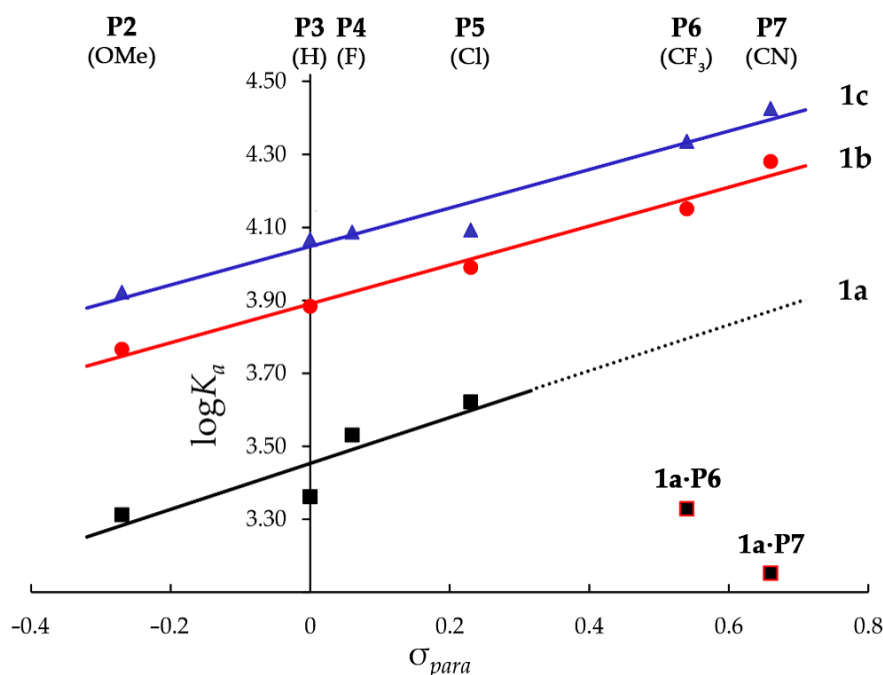 P2 P3 P4 P5 P6 P7
(OMe) (H) (F) (Cl) (CF₃) (CN)
4.50
1c
4.30
1b
4.10
3.90
1a
3.70
logKₐ
3.50
1a·P6
3.30
1a·P7
−0.4 −0.2 0 0.2 0.4 0.6 0.8
σpara